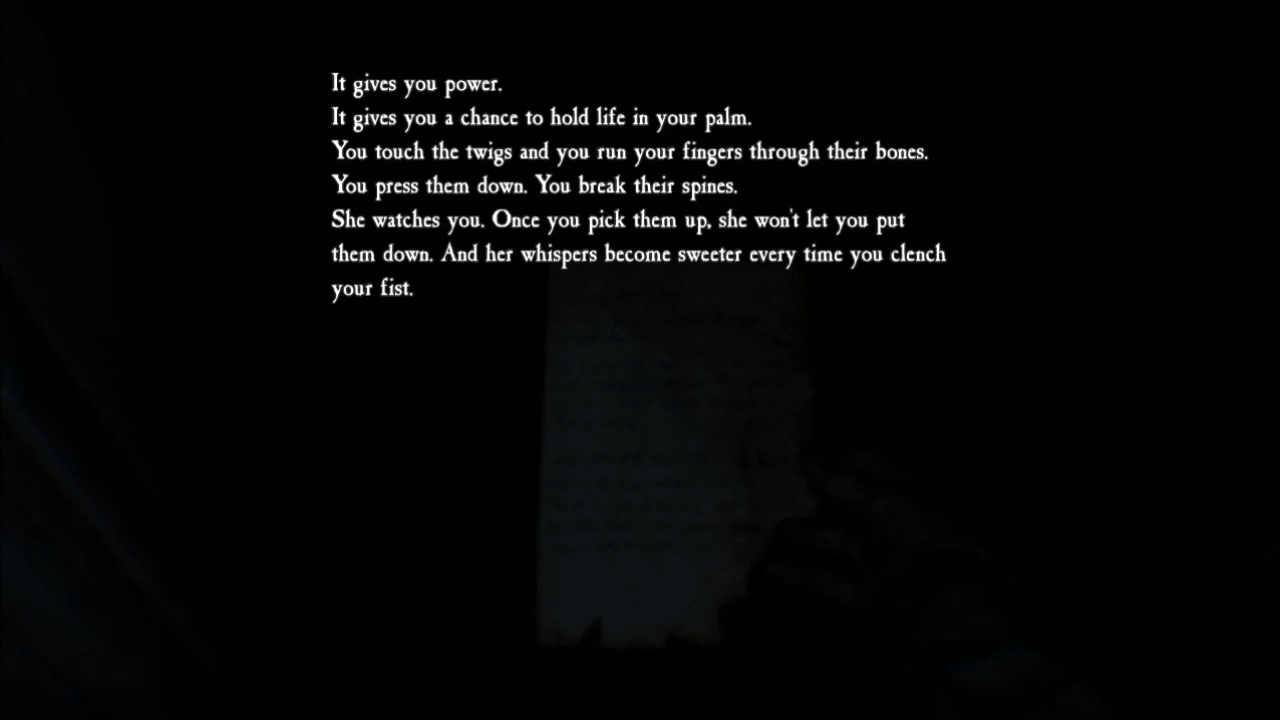 It gives you power.
It gives you a chance to hold life in your palm.
You touch the twigs and you run your fingers through their bones.
You press them down. You break their spines.
She watches you. Once you pick them up, she won't let you put
them down. And her whispers become sweeter every time you clench
your fist.